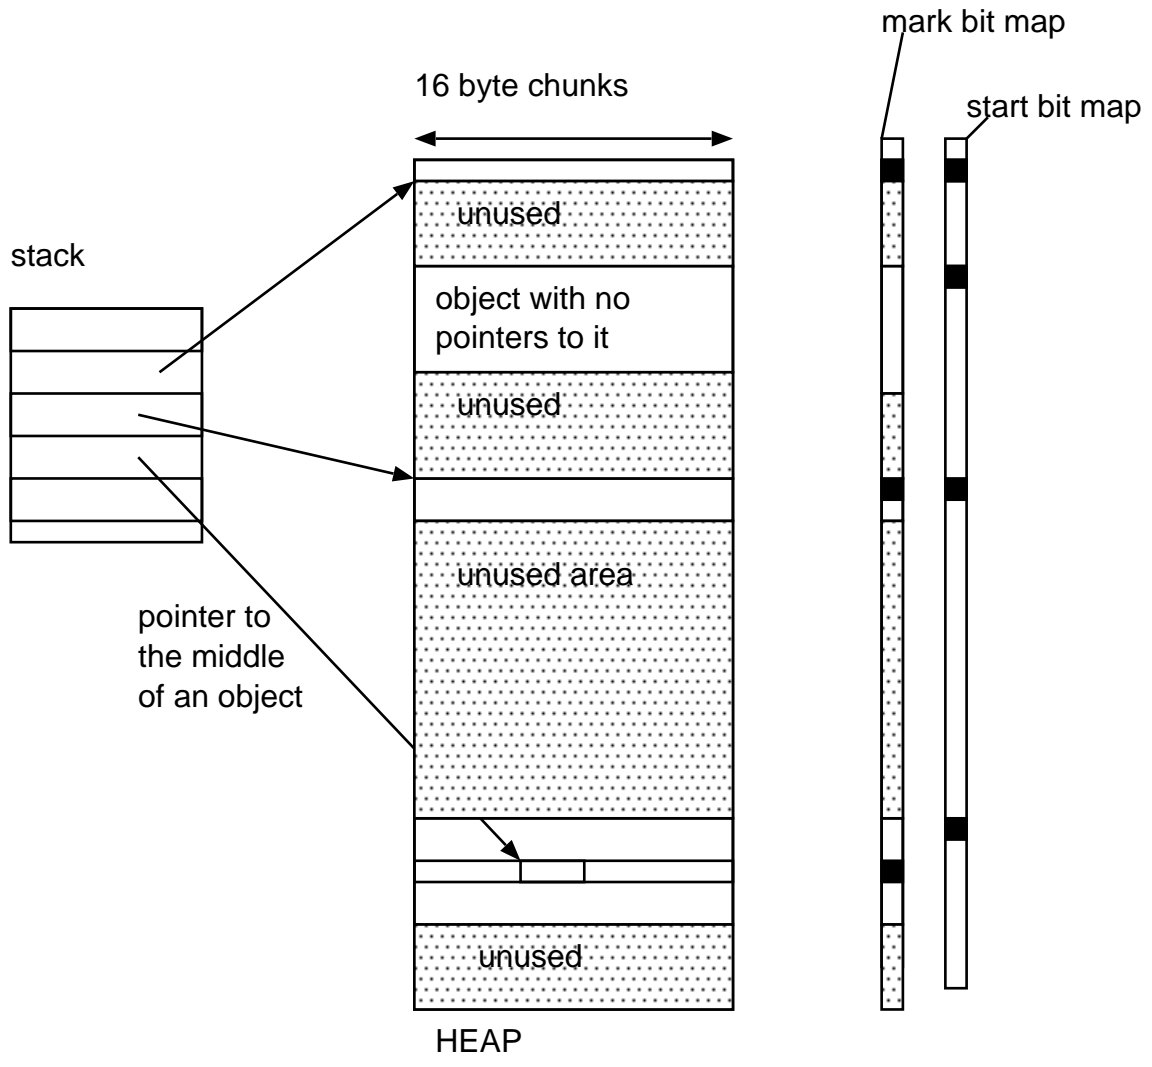 mark bit map
16 byte chunks
start bit map
unused
stack
object with no
pointers to it
unused
unused area
pointer to
the middle
of an object
unused
HEAP